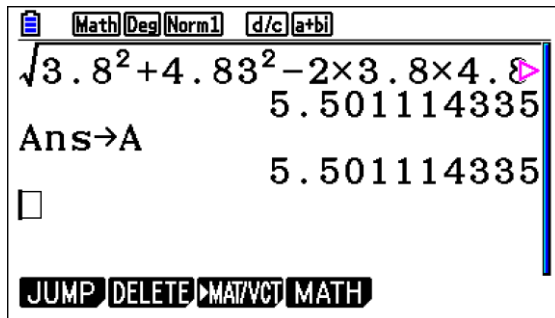 Math Deg Norm1 d/c a+bi
√3.8²+4.83²-2×3.8×4.8
5.501114335
Ans→A
5.501114335
JUMP DELETE ▶MAT/VCT MATH